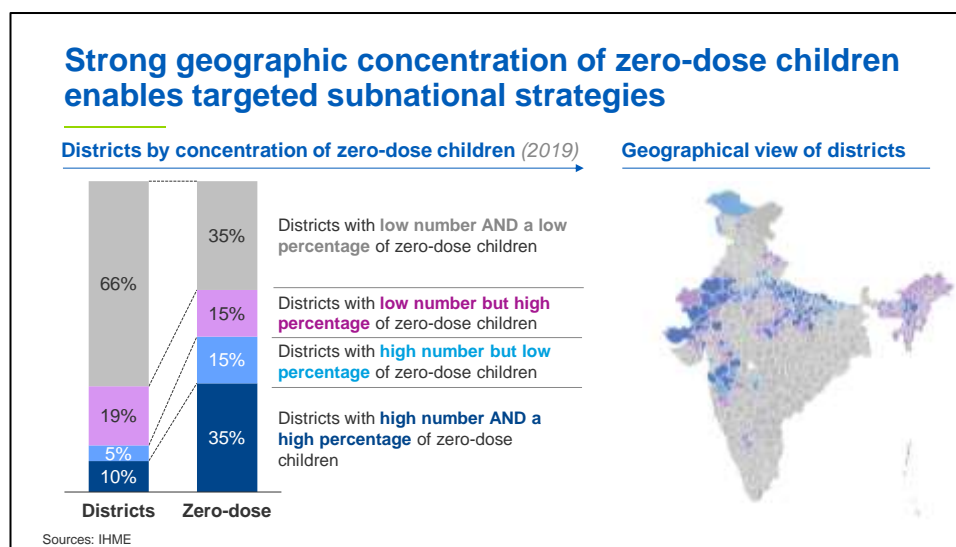 Strong geographic concentration of zero-dose children
enables targeted subnational strategies
Districts by concentration of zero-dose children (2019)
Geographical view of districts
66%
19%
5%
10%
Districts
35%
15%
15%
35%
Zero-dose
Districts with low number AND a low
percentage of zero-dose children
Districts with low number but high
percentage of zero-dose children
Districts with high number but low
percentage of zero-dose children
Districts with high number AND a
high percentage of zero-dose
children
Sources: IHME